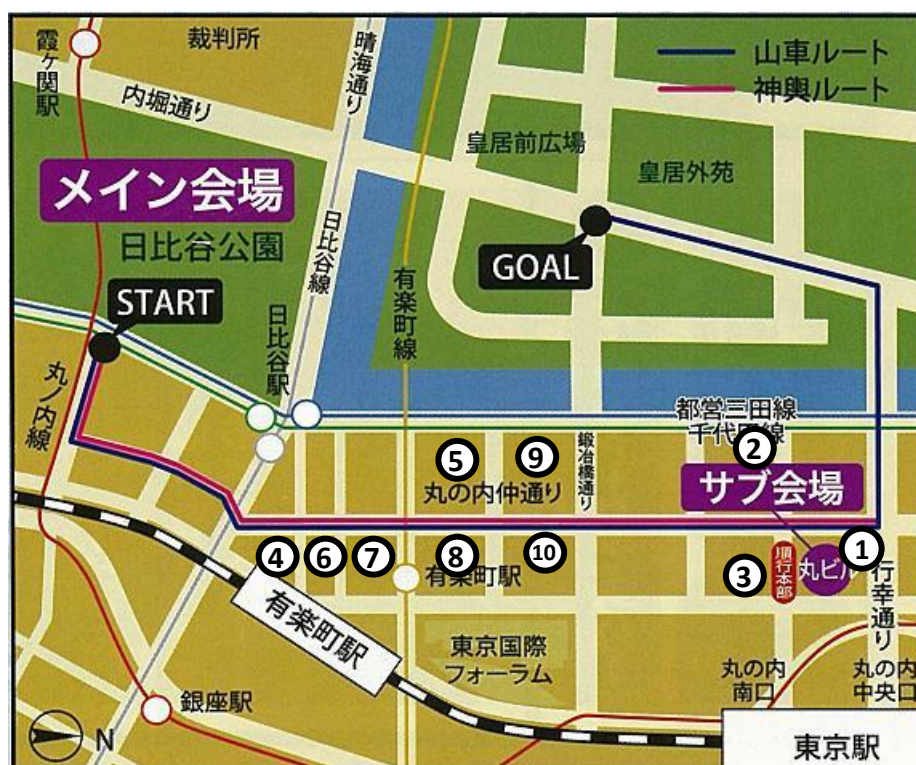 裁判所
霞ヶ関駅
晴海通り
山車ルート
神輿ルート
内堀通り
皇居前広場
皇居外苑
メイン会場
日比谷公園
日比谷線
GOAL
START
有楽町線
日比谷駅
丸ノ内線
都営三田線
千代田線
②
⑤
⑨
鍛冶橋通り
丸の内仲通り
サブ会場
④
⑥
⑦
⑧
⑩
③
順行本部
丸ビル
①
有楽町駅
行幸通り
有楽町駅
東京国際
フォーラム
丸の内
南口
丸の内
中央口
銀座駅
N
東京駅